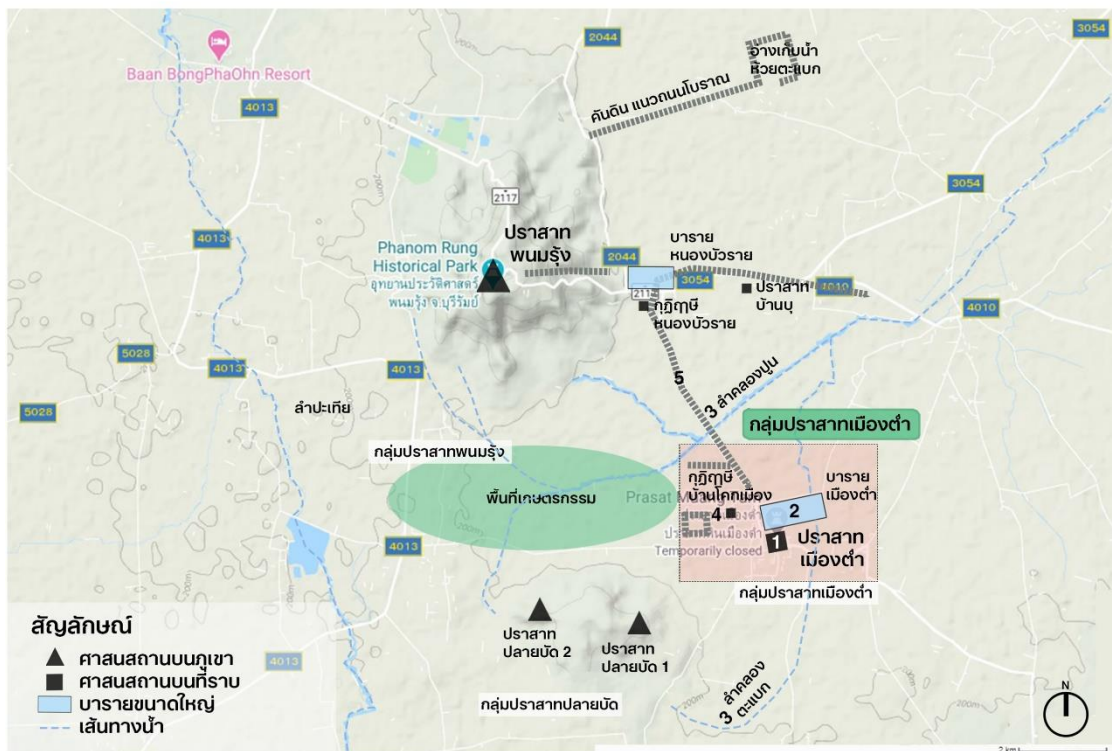 2044
3054
อ่างเก็บน้ำ
ห้วยตะแบก
Baan BongPhaOhn Resort
4013
คันดิน แนวถนนโบราณ
3054
2117
4013
ปราสาท
พนมรุ้ง
บาราย
หนองบัวราย
Phanom Rung
Historical Park
อุทยานประวัติศาสตร์
พนมรุ้ง จ.บุรีรัมย์
2044
3054
211
ปราสาท
บ้านบุ
4010
กุฏิฤๅษี
หนองบัวราย
4010
5028
4013
4013
5
3 ลำคลองปูน
5028
ลำปะเทีย
กลุ่มปราสาทเมืองต่ำ
กลุ่มปราสาทพนมรุ้ง
กุฏิฤๅษี
บ้านโคกเมือง
บาราย
เมืองต่ำ
พื้นที่เกษตรกรรม
Prasat Muang Tam
4
2
1
ปราสาท
เมืองต่ำ
Temporarily closed
4013
กลุ่มปราสาทเมืองต่ำ
200m
200m
200m
200m
สัญลักษณ์
ศาสนสถานบนภูเขา
ศาสนสถานบนที่ราบ
บารายขนาดใหญ่
เส้นทางน้ำ
4013
ปราสาท
ปลายบัด 2
ปราสาท
ปลายบัด 1
กลุ่มปราสาทปลายบัด
3 ลำคลอง
ตะแบก
N
2 km